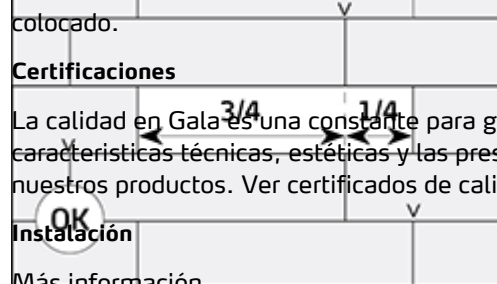 colocado.
Certificaciones
3/4 1/4
La calidad en Gala es una constante para g
características técnicas, estéticas y las pres
nuestros productos. Ver certificados de cali
OK
Instalación
Más información